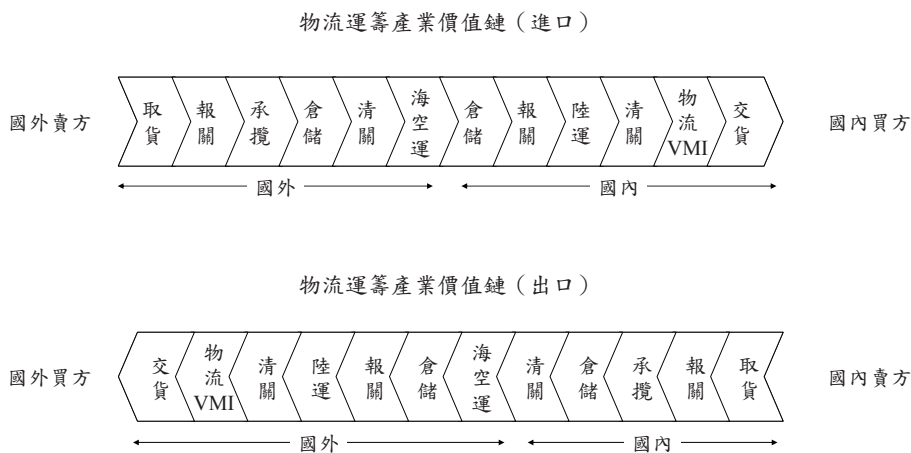 物流運籌產業價值鏈（進口）
國外賣方
取貨
報關
承攬
倉儲
清關
海空運
倉儲
報關
陸運
清關
物流VMI
交貨
國內買方
國外
國內
物流運籌產業價值鏈（出口）
國外買方
交貨
物流VMI
清關
陸運
報關
倉儲
海空運
清關
倉儲
承攬
報關
取貨
國內賣方
國外
國內